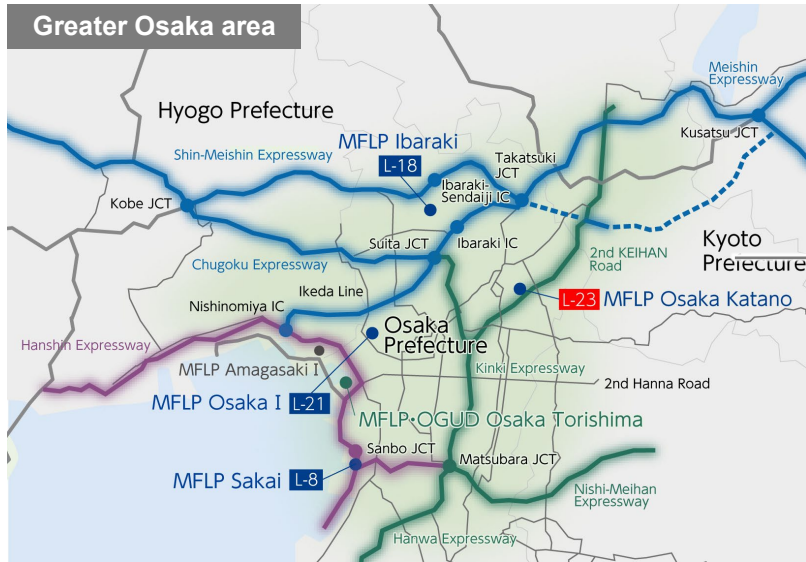 Greater Osaka area
Meishin
Expressway
Hyogo Prefecture
MFLP Ibaraki
L-18
Kusatsu JCT
Shin-Meishin Expressway
Takatsuki
JCT
Ibaraki-
Sendaiji IC
Kobe JCT
Suita JCT
Ibaraki IC
Kyoto
Prefecture
2nd KEIHAN
Road
Chugoku Expressway
Ikeda Line
L-23
MFLP Osaka Katano
Nishinomiya IC
Osaka
Prefecture
Hanshin Expressway
MFLP Amagasaki I
Kinki Expressway
2nd Hanna Road
MFLP Osaka I
L-21
MFLP・OGUD Osaka Torishima
Sanbo JCT
Matsubara JCT
MFLP Sakai
L-8
Nishi-Meihan
Expressway
Hanwa Expressway